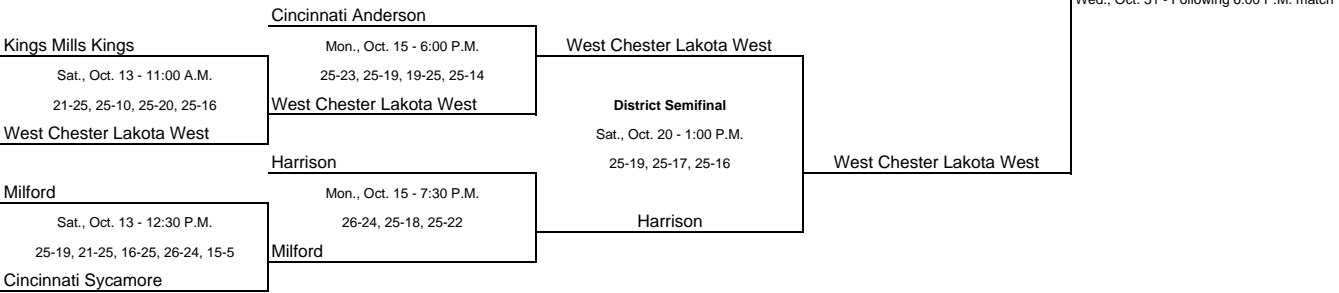 Wed., Oct. 31 - Following 6:00 P.M. match
Cincinnati Anderson
Kings Mills Kings
Mon., Oct. 15 - 6:00 P.M.
West Chester Lakota West
Sat., Oct. 13 - 11:00 A.M.
25-23, 25-19, 19-25, 25-14
21-25, 25-10, 25-20, 25-16
West Chester Lakota West
District Semifinal
West Chester Lakota West
Sat., Oct. 20 - 1:00 P.M.
Harrison
25-19, 25-17, 25-16
West Chester Lakota West
Milford
Mon., Oct. 15 - 7:30 P.M.
Sat., Oct. 13 - 12:30 P.M.
26-24, 25-18, 25-22
Harrison
25-19, 21-25, 16-25, 26-24, 15-5
Milford
Cincinnati Sycamore